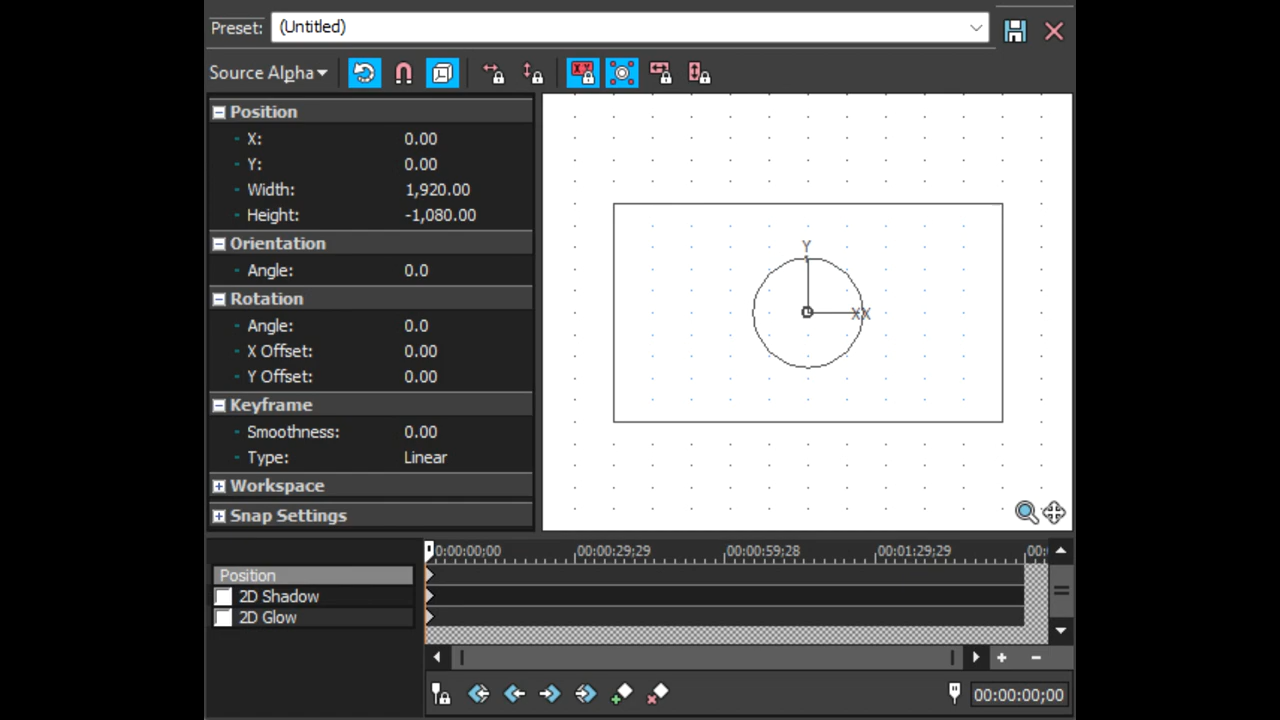 Preset: (Untitled)
Source Alpha
Position
X: 0.00
Y: 0.00
Width: 1,920.00
Height: -1,080.00
Orientation
Angle: 0.0
Rotation
Angle: 0.0
X Offset: 0.00
Y Offset: 0.00
Keyframe
Smoothness: 0.00
Type: Linear
Workspace
Snap Settings
Y
XX
0:00:00;00 00:00:29;29 00:00:59;28 00:01:29;29 00:
Position
2D Shadow
2D Glow
00:00:00;00